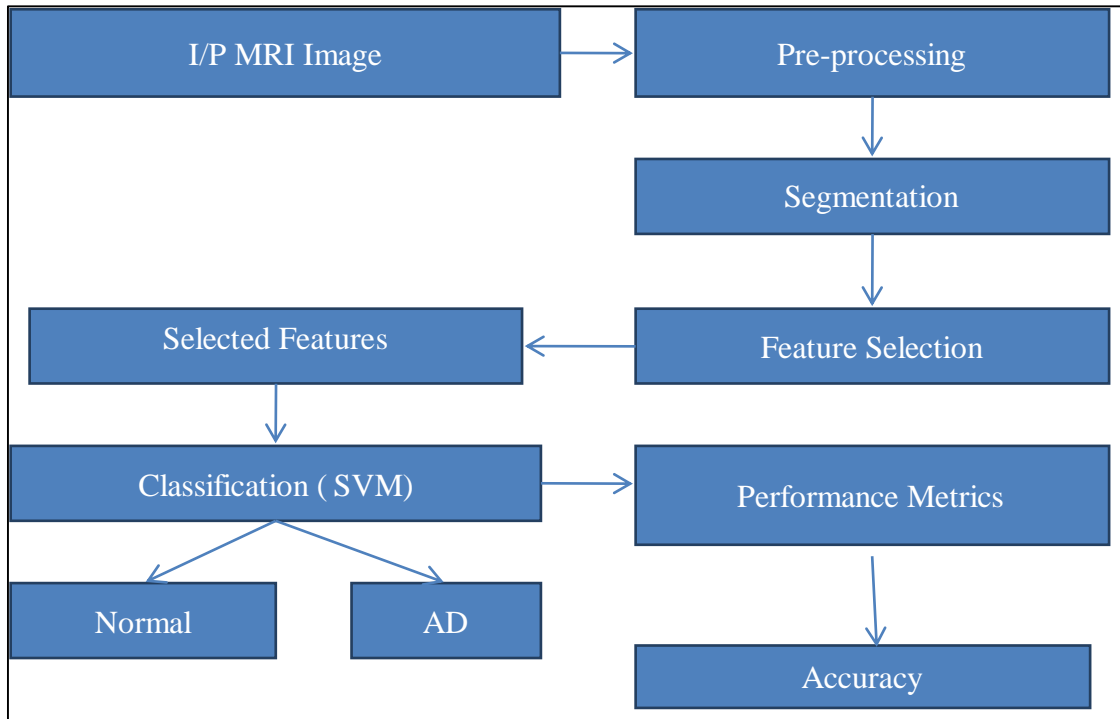 I/P MRI Image
Pre-processing
Segmentation
Feature Selection
Selected Features
Classification ( SVM)
Performance Metrics
Normal
AD
Accuracy